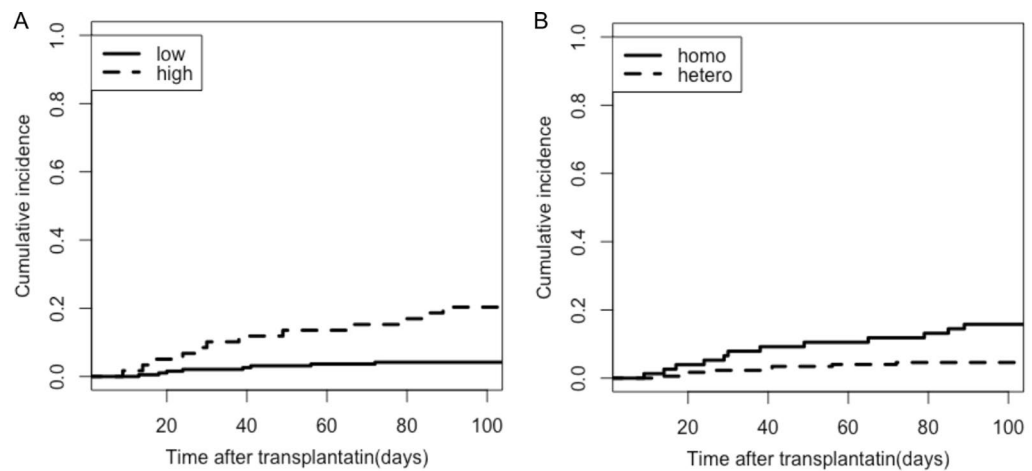 A
low
high
Cumulative incidence
0.0
0.2
0.4
0.6
0.8
1.0
20
40
60
80
100
Time after transplantatin(days)
B
homo
hetero
Cumulative incidence
0.0
0.2
0.4
0.6
0.8
1.0
20
40
60
80
100
Time after transplantatin(days)